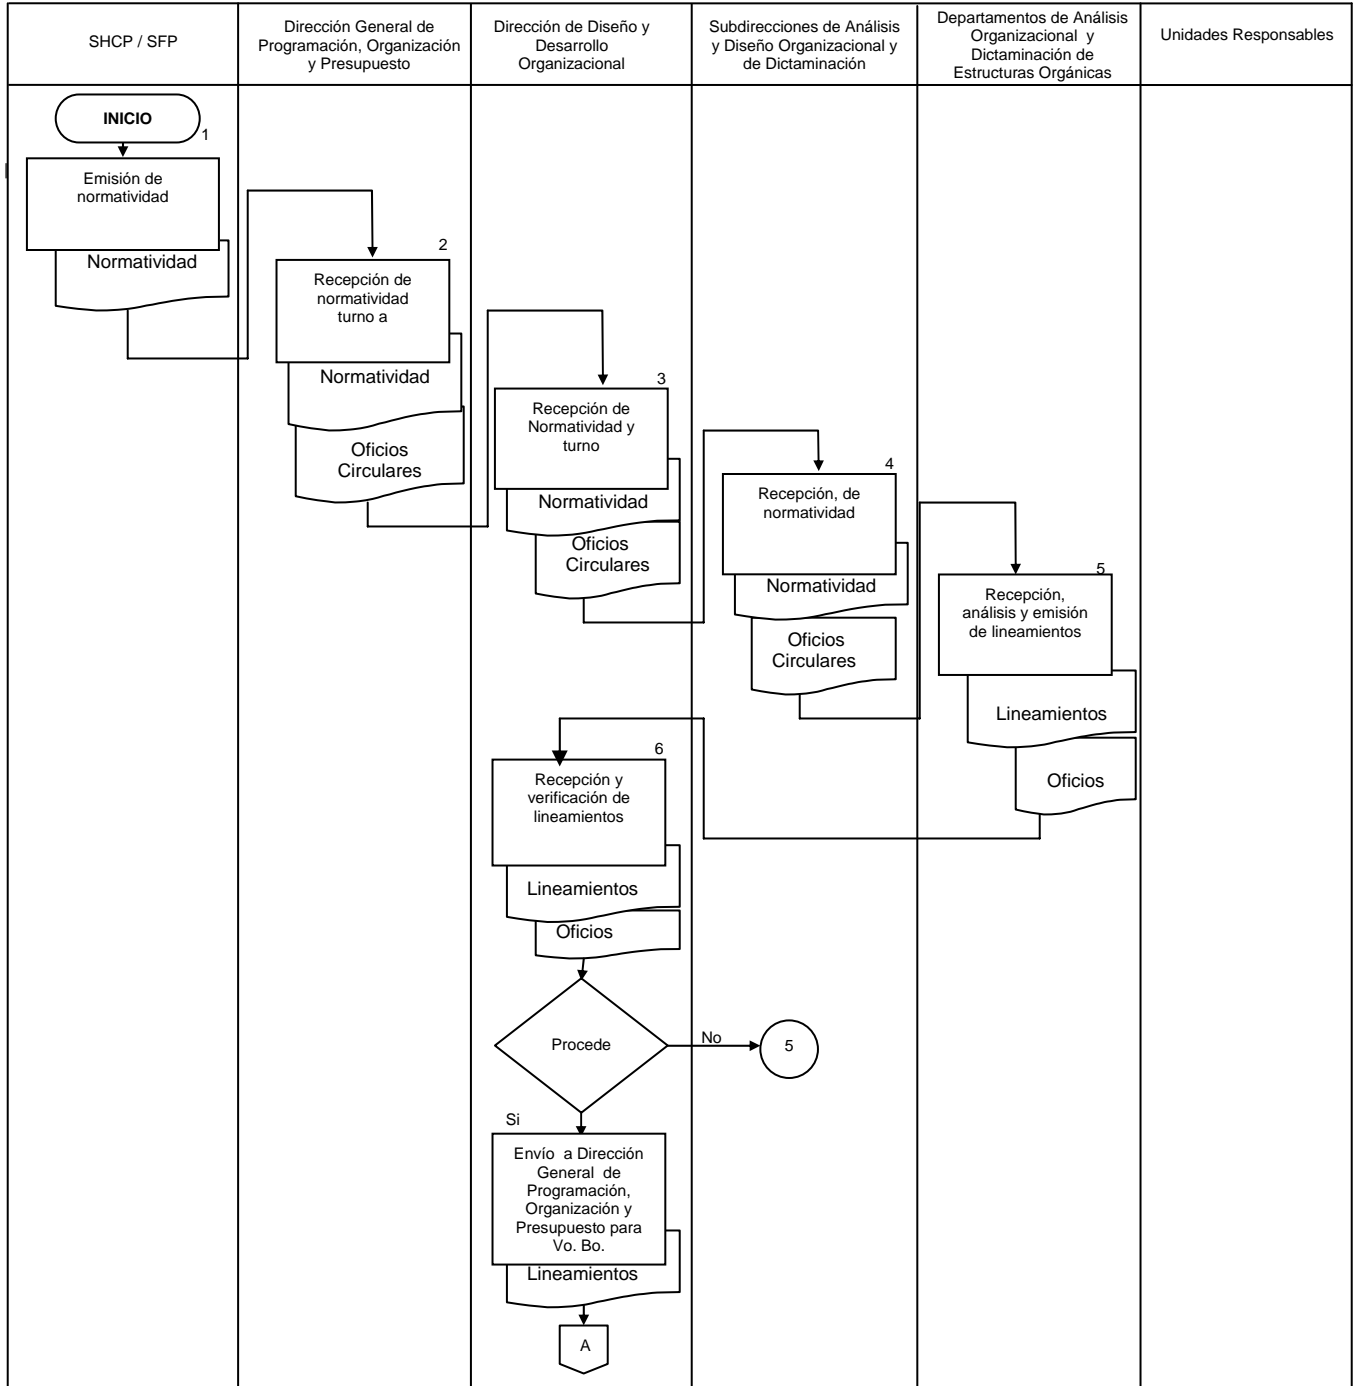 SHCP / SFP
Dirección General de
Programación, Organización
y Presupuesto
Dirección de Diseño y
Desarrollo
Organizacional
Subdirecciones de Análisis
y Diseño Organizacional y
de Dictaminación
Departamentos de Análisis
Organizacional y
Dictaminación de
Estructuras Orgánicas
Unidades Responsables
INICIO
1
Emisión de
normatividad
Normatividad
2
Recepción de
normatividad
turno a
Normatividad
Oficios
Circulares
3
Recepción de
Normatividad y
turno
Normatividad
Oficios
Circulares
4
Recepción, de
normatividad
Normatividad
Oficios
Circulares
5
Recepción,
análisis y emisión
de lineamientos
Lineamientos
Oficios
6
Recepción y
verificación de
lineamientos
Lineamientos
Oficios
Procede
No
5
Si
Envío a Dirección
General de
Programación,
Organización y
Presupuesto para
Vo. Bo.
Lineamientos
A